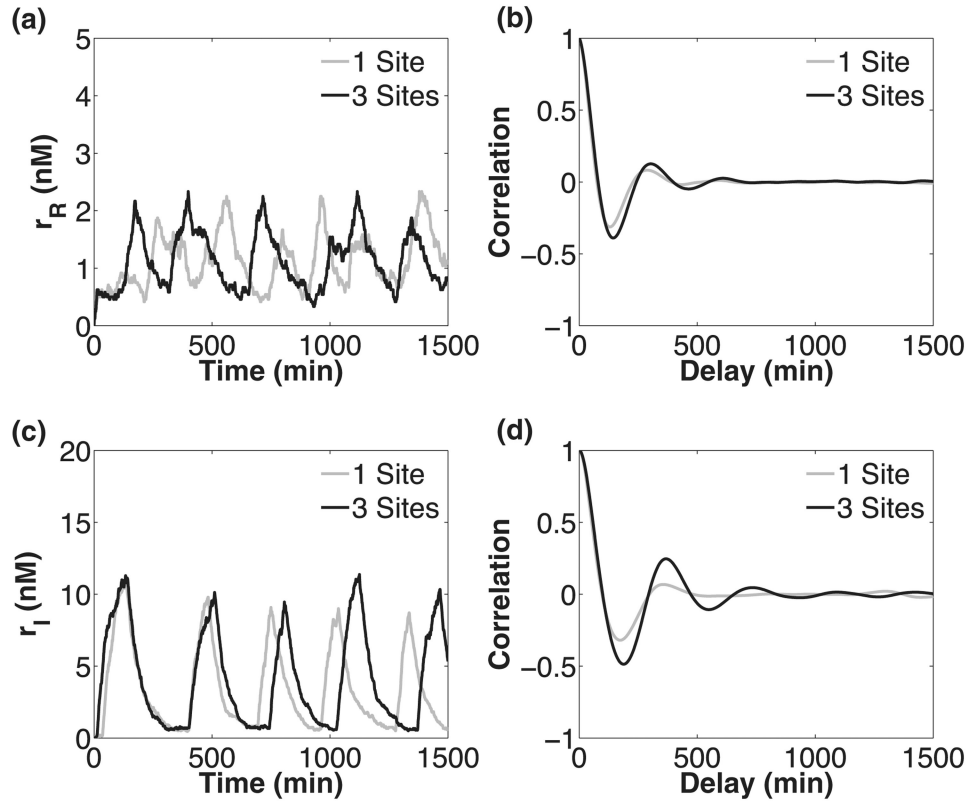 (a)
5
4
3
2
1
0
r_R (nM)
1 Site
3 Sites
0 500 1000 1500
Time (min)
(b)
1
0.5
0
−0.5
−1
Correlation
1 Site
3 Sites
0 500 1000 1500
Delay (min)
(c)
20
15
10
5
0
r_I (nM)
1 Site
3 Sites
0 500 1000 1500
Time (min)
(d)
1
0.5
0
−0.5
−1
Correlation
1 Site
3 Sites
0 500 1000 1500
Delay (min)